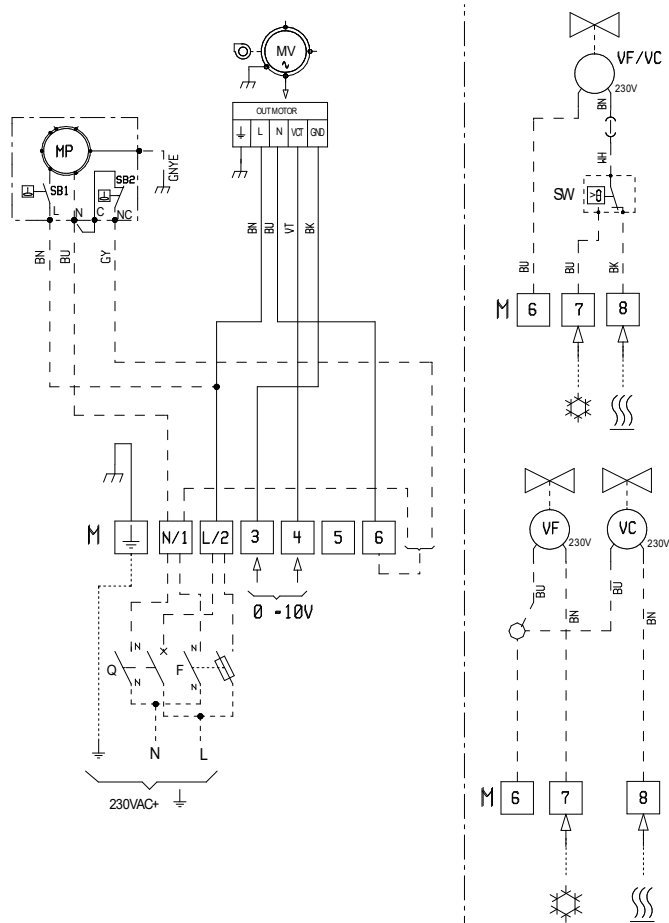 MV
OUT MOTOR
L N VCT GND
MP
GNYE
SB1
SB2
L N C NC
BN BU GY
BN BU VT BK
M N/1 L/2 3 4 5 6
0 -10V
N N
Q F
N N
N L
230VAC+
VF/VC
230V
BN
WH
SW
>θ
BU BU BK
M 6 7 8
VF 230V VC 230V
BU BN BU BN
M 6 7 8